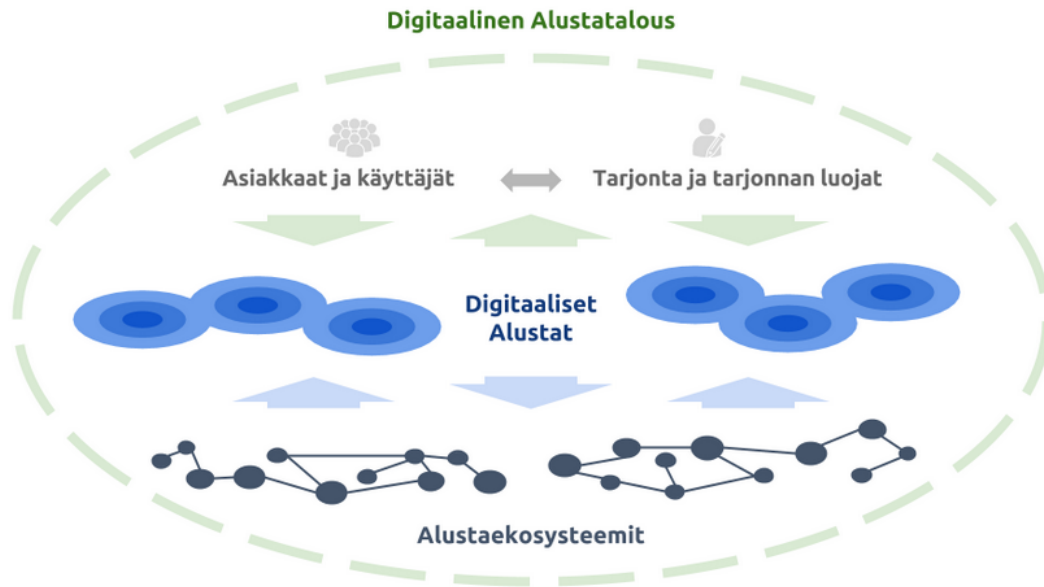 Digitaalinen Alustatalous
Asiakkaat ja käyttäjät
Tarjonta ja tarjonnan luojat
Digitaaliset
Alustat
Alustaekosysteemit